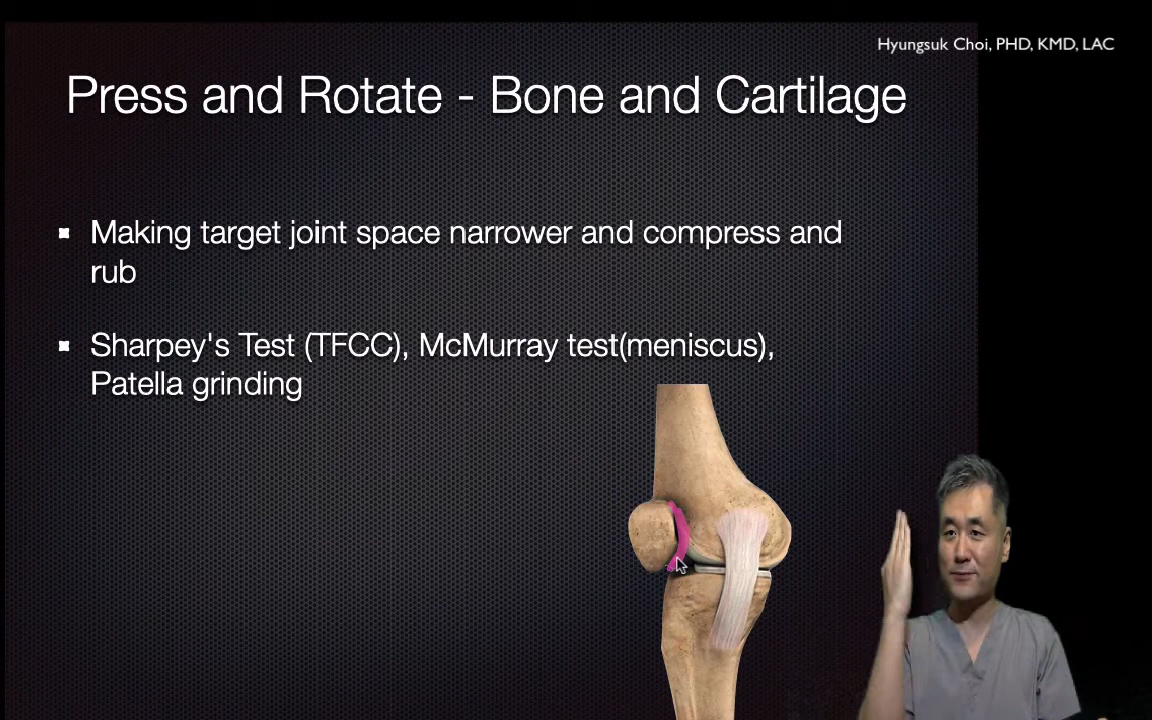 Hyungsuk Choi, PHD, KMD, LAC
Press and Rotate - Bone and Cartilage
Making target joint space narrower and compress and
rub
Sharpey's Test (TFCC), McMurray test(meniscus),
Patella grinding